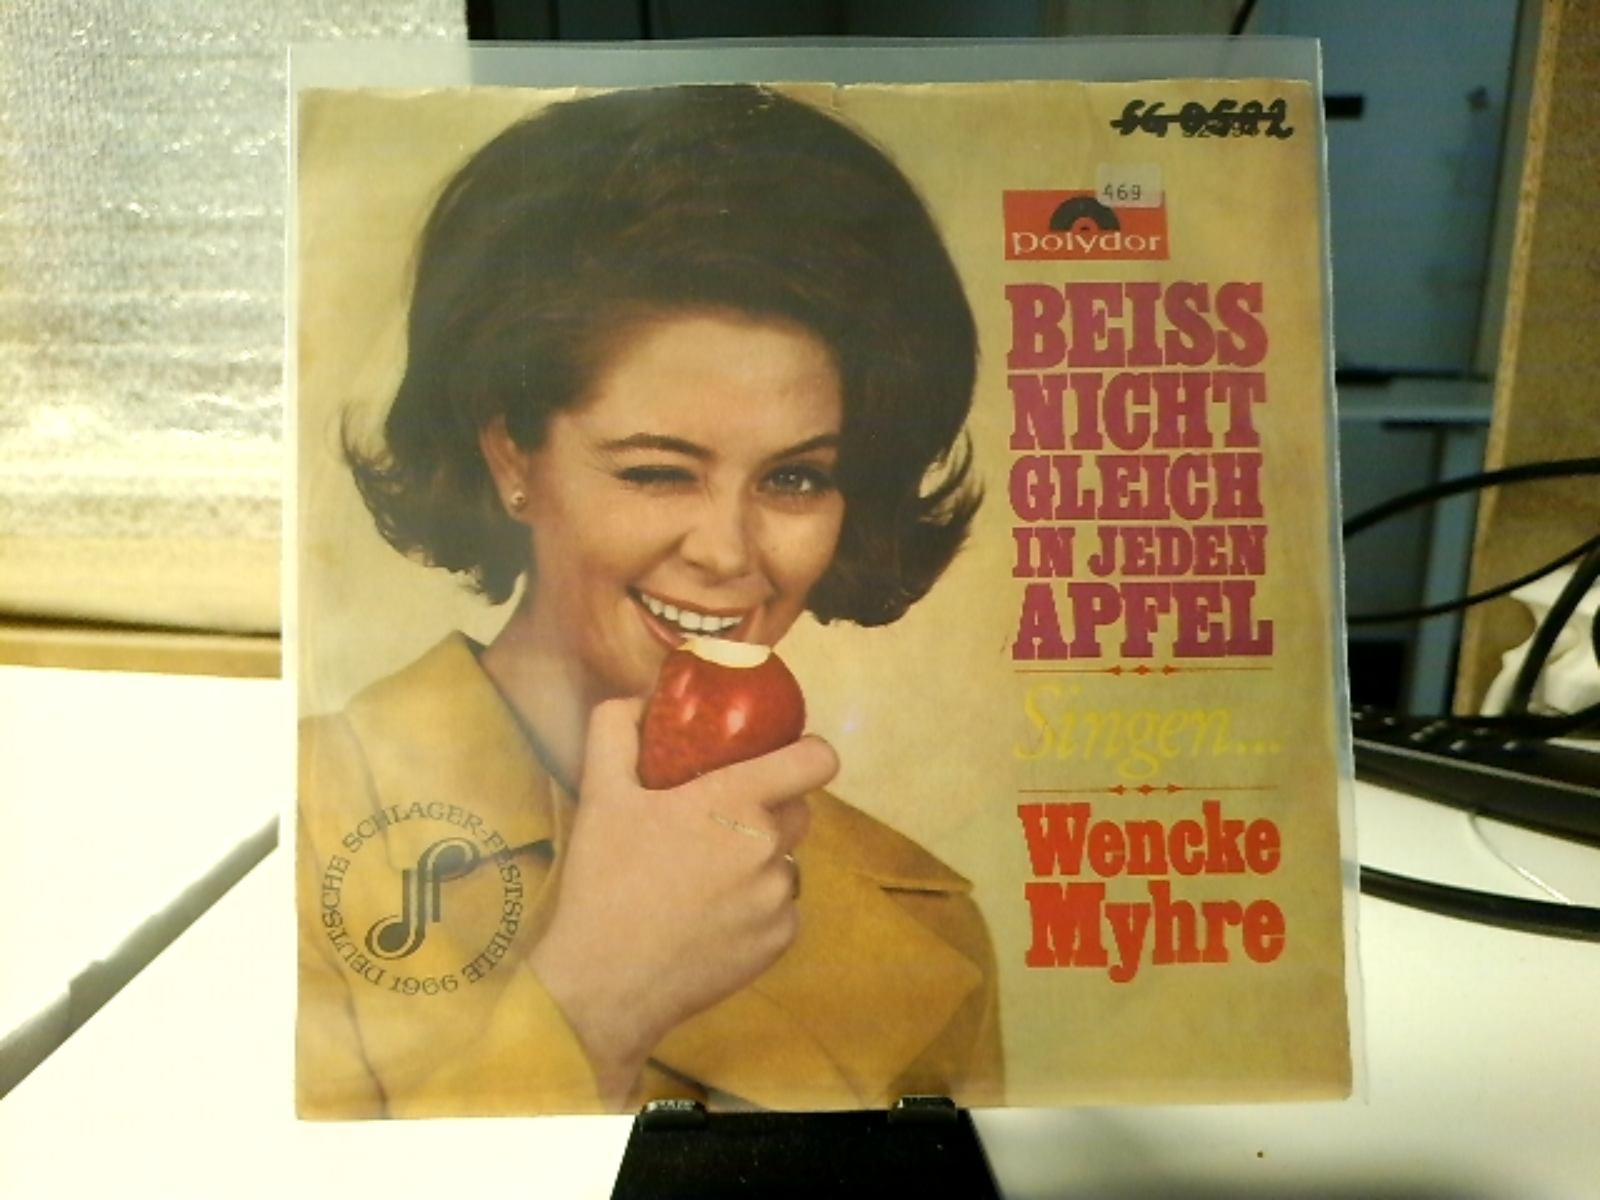 469
polydor
BEISS
NICHT
GLEICH
IN JEDEN
APFEL
Singen...
Wencke
Myhre
DEUTSCHE SCHLAGER-FESTSPIELE 1966